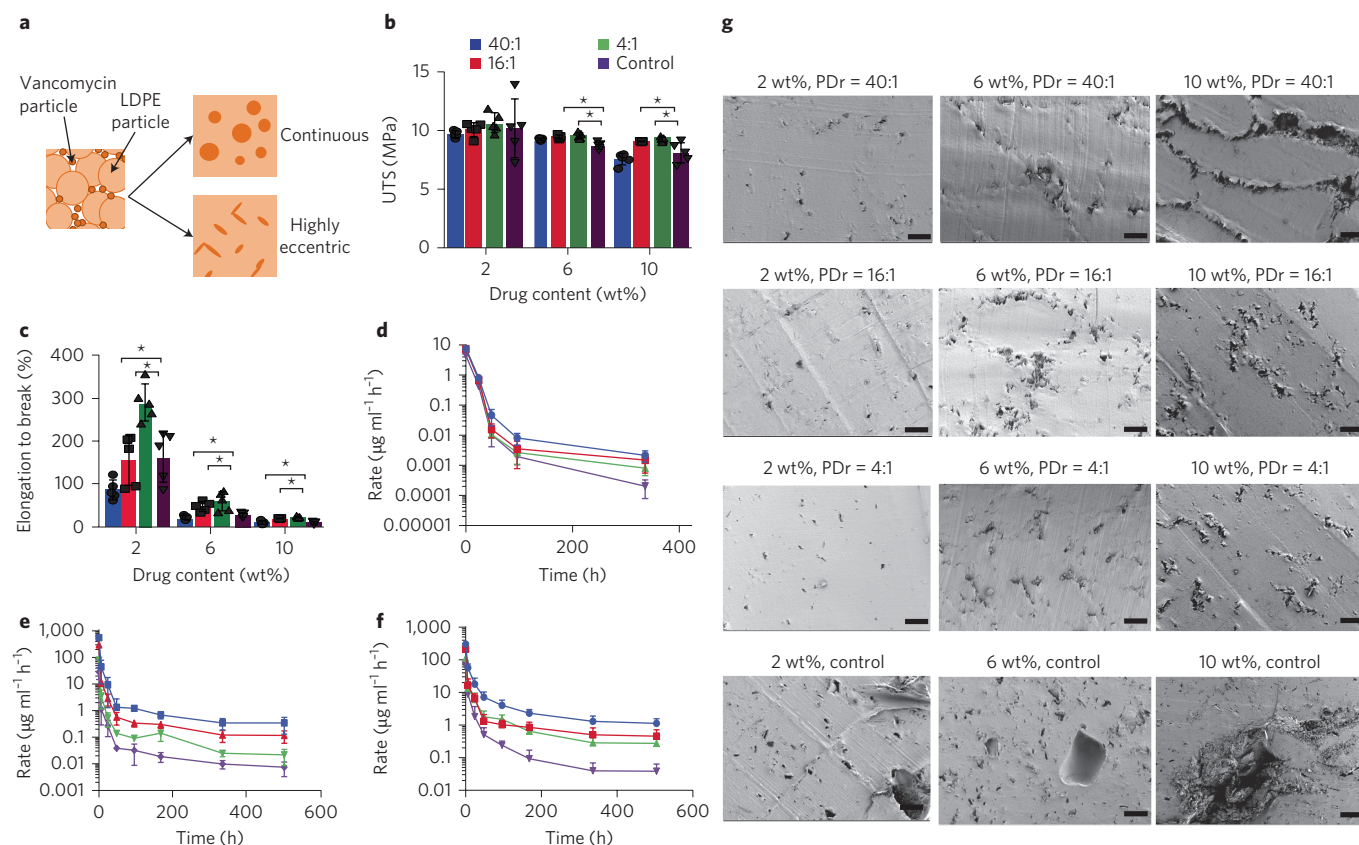 a
Vancomycin
particle
LDPE
particle
Continuous
Highly
eccentric
b
40:1
4:1
16:1
Control
15
10
5
0
UTS (MPa)
★
★
★
★
2
6
10
Drug content (wt%)
c
400
300
200
100
0
Elongation to break (%)
★
★
★
★
★
★
2
6
10
Drug content (wt%)
d
10
1
0.1
0.01
0.001
0.0001
0.00001
Rate (µg ml⁻¹ h⁻¹)
0
200
400
Time (h)
e
1,000
100
10
1
0.1
0.01
0.001
Rate (µg ml⁻¹ h⁻¹)
0
200
400
600
Time (h)
f
1,000
100
10
1
0.1
0.01
Rate (µg ml⁻¹ h⁻¹)
0
200
400
600
Time (h)
g
2 wt%, PDr = 40:1
6 wt%, PDr = 40:1
10 wt%, PDr = 40:1
2 wt%, PDr = 16:1
6 wt%, PDr = 16:1
10 wt%, PDr = 16:1
2 wt%, PDr = 4:1
6 wt%, PDr = 4:1
10 wt%, PDr = 4:1
2 wt%, control
6 wt%, control
10 wt%, control